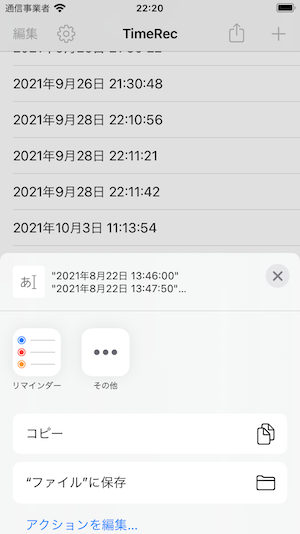 通信事業者 22:20
編集 TimeRec
2021年9月26日 21:30:48
2021年9月28日 22:10:56
2021年9月28日 22:11:21
2021年9月28日 22:11:42
2021年10月3日 11:13:54
あ
"2021年8月22日 13:46:00"
"2021年8月22日 13:47:50"...
リマインダー その他
コピー
“ファイル”に保存
アクションを編集...